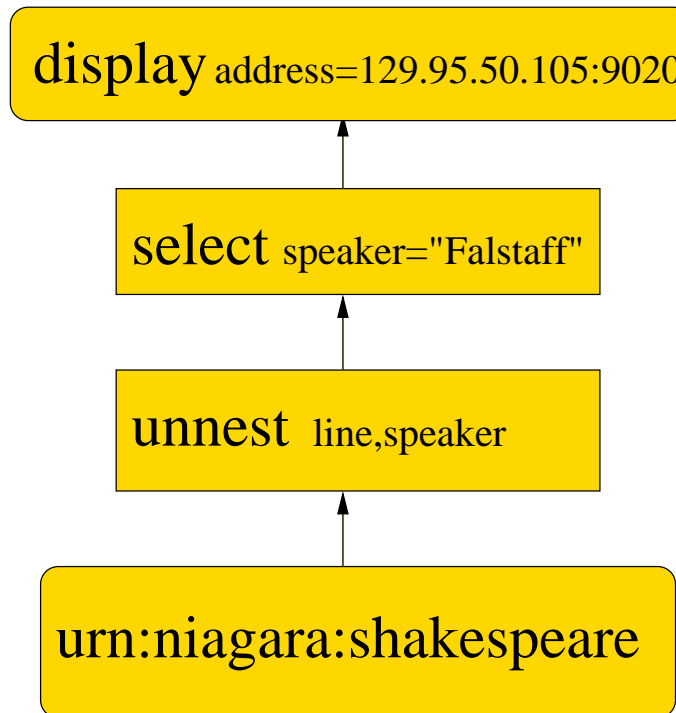 display address=129.95.50.105:9020
select speaker="Falstaff"
unnest line,speaker
urn:niagara:shakespeare